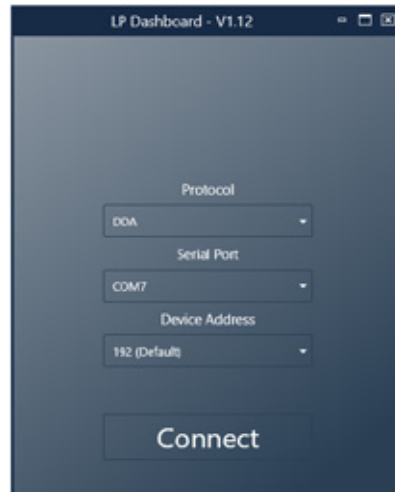 LP Dashboard - V1.12
Protocol
DDA
Serial Port
COM7
Device Address
192 (Default)
Connect